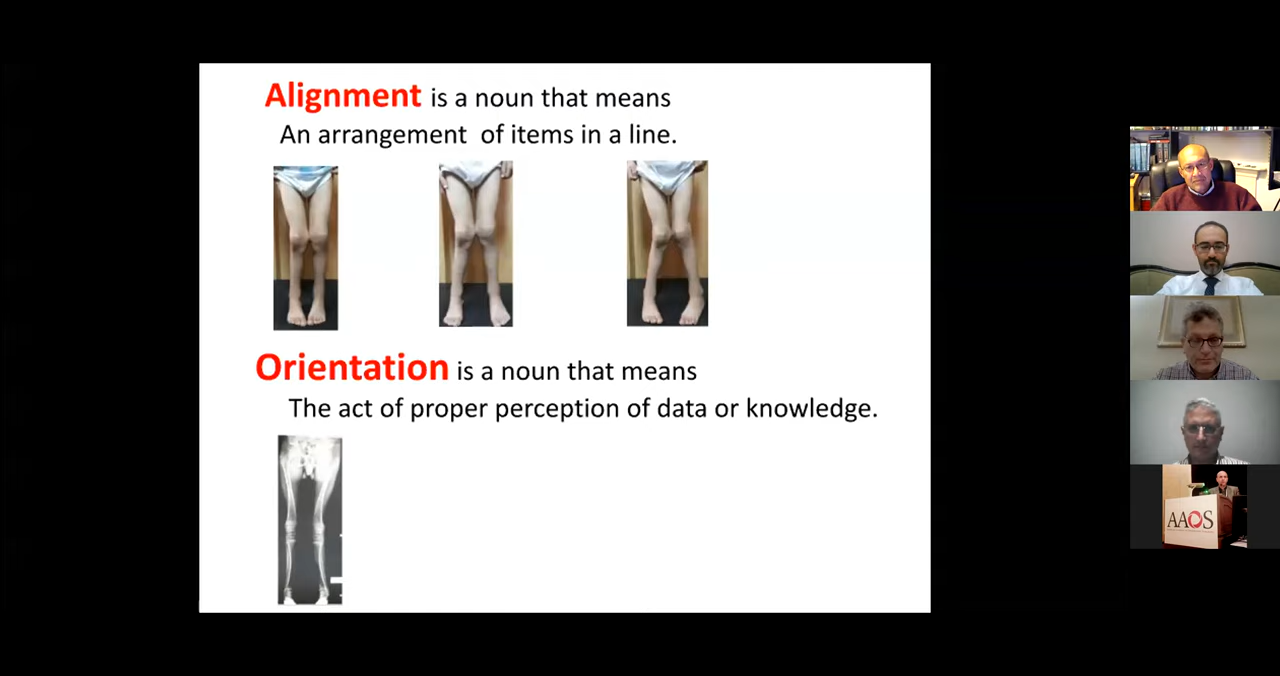 Alignment is a noun that means
An arrangement of items in a line.
Orientation is a noun that means
The act of proper perception of data or knowledge.
AAOS